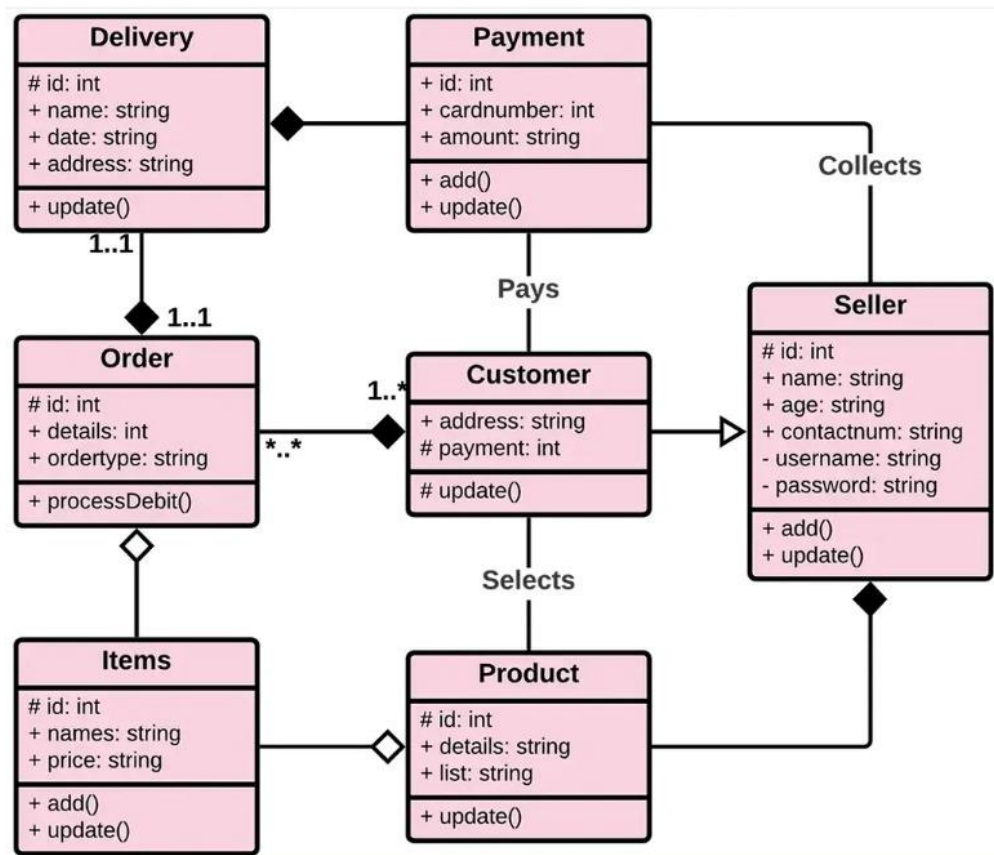 Delivery
# id: int
+ name: string
+ date: string
+ address: string
+ update()
Payment
+ id: int
+ cardnumber: int
+ amount: string
+ add()
+ update()
Collects
1..1
1..1
Pays
Order
# id: int
+ details: int
+ ordertype: string
+ processDebit()
1..*
*..*
Customer
+ address: string
# payment: int
# update()
Seller
# id: int
+ name: string
+ age: string
+ contactnum: string
- username: string
- password: string
+ add()
+ update()
Selects
Items
# id: int
+ names: string
+ price: string
+ add()
+ update()
Product
# id: int
+ details: string
+ list: string
+ update()